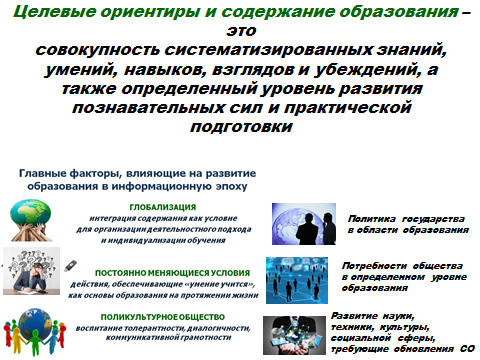 Целевые ориентиры и содержание образования –
это
совокупность систематизированных знаний,
умений, навыков, взглядов и убеждений, а
также определенный уровень развития
познавательных сил и практической
подготовки
Главные факторы, влияющие на развитие
образования в информационную эпоху
ГЛОБАЛИЗАЦИЯ
интеграция содержания как условие
для организации деятельностного подхода
и индивидуализации обучения
ПОСТОЯННО МЕНЯЮЩИЕСЯ УСЛОВИЯ
действия, обеспечивающие «умение учится»,
как основы образования на протяжении жизни
ПОЛИКУЛЬТУРНОЕ ОБЩЕСТВО
воспитание толерантности, диалогичности,
коммуникативной грамотности
Политика государства
в области образования
Потребности общества
в определенном уровне
образования
Развитие науки,
техники, культуры,
социальной сферы,
требующие обновления СО